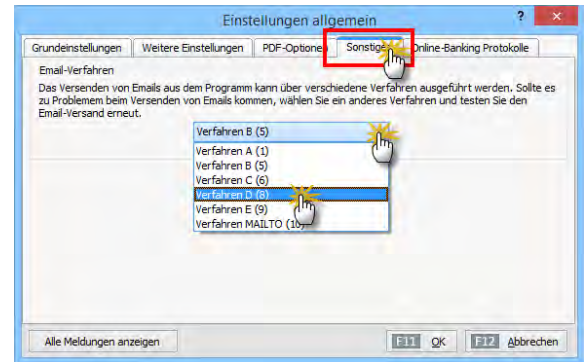 Einstellungen allgemein ?
Grundeinstellungen Weitere Einstellungen PDF-Optionen Sonstiges Online-Banking Protokolle
Email-Verfahren
Das Versenden von Emails aus dem Programm kann über verschiedene Verfahren ausgeführt werden. Sollte es
zu Problemem beim Versenden von Emails kommen, wählen Sie ein anderes Verfahren und testen Sie den
Email-Versand erneut.
Verfahren B (5)
Verfahren A (1)
Verfahren B (5)
Verfahren C (6)
Verfahren D (8)
Verfahren E (9)
Verfahren MAILTO (10)
Alle Meldungen anzeigen F11 OK F12 Abbrechen